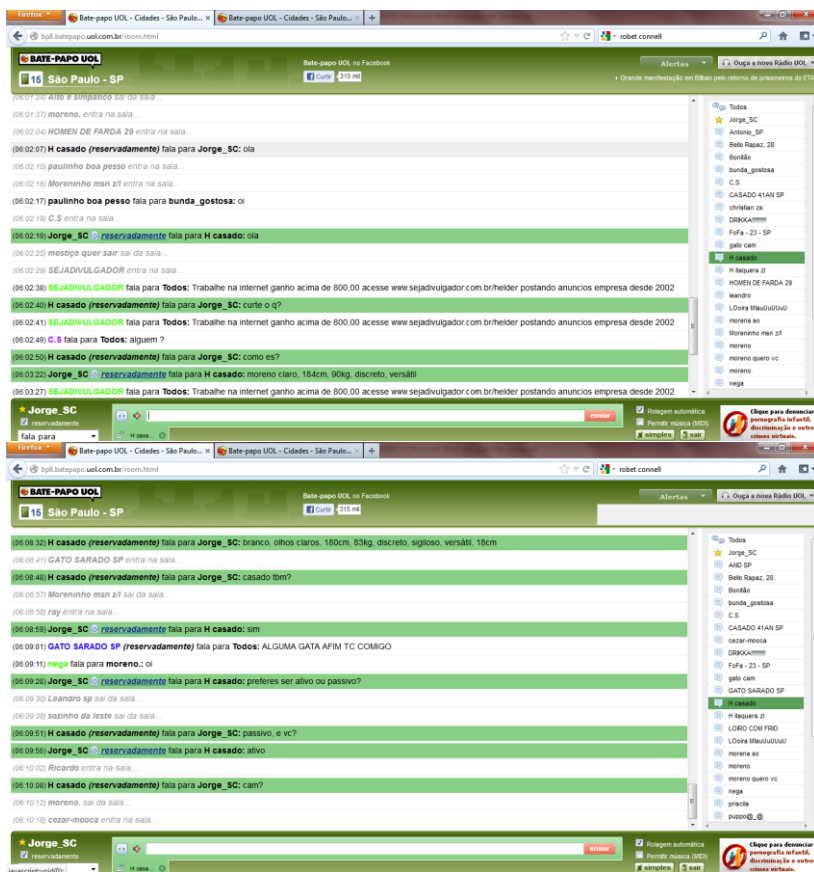 Firefox
Bate-papo UOL - Cidades - São Paulo... ×
Bate-papo UOL - Cidades - São Paulo... ×
+
bp8.batepapo.uol.com.br/room.html
robet connell
BATE-PAPO UOL
15 São Paulo - SP
Bate-papo UOL no Facebook
Curtir 315 mil
Alertas
Ouça a nova Rádio UOL
Grande manifestação em Bilbao pelo retorno de prisioneiros do ETA
(06:01:24) Alto e simpatico sai da sala...
(06:01:37) moreno. entra na sala...
(06:02:04) HOMEN DE FARDA 29 entra na sala...
(06:02:07) H casado (reservadamente) fala para Jorge_SC: ola
(06:02:10) paulinho boa pesso entra na sala...
(06:02:16) Moreninho msn z/l entra na sala...
(06:02:17) paulinho boa pesso fala para bunda_gostosa: oi
(06:02:19) C.S entra na sala...
(06:02:19) Jorge_SC reservadamente fala para H casado: ola
(06:02:25) mestiço quer sair sai da sala...
(06:02:29) SEJADIVULGADOR entra na sala...
(06:02:38) SEJADIVULGADOR fala para Todos: Trabalhe na internet ganho acima de 800,00 acesse www.sejadivulgador.com.br/helder postando anuncios empresa desde 2002
(06:02:40) H casado (reservadamente) fala para Jorge_SC: curte o q?
(06:02:41) SEJADIVULGADOR fala para Todos: Trabalhe na internet ganho acima de 800,00 acesse www.sejadivulgador.com.br/helder postando anuncios empresa desde 2002
(06:02:49) C.S fala para Todos: alguem ?
(06:02:50) H casado (reservadamente) fala para Jorge_SC: como es?
(06:03:22) Jorge_SC reservadamente fala para H casado: moreno claro, 184cm, 90kg, discreto, versátil
(06:03:27) SEJADIVULGADOR fala para Todos: Trabalhe na internet ganho acima de 800,00 acesse www.sejadivulgador.com.br/helder postando anuncios empresa desde 2002
Todos
Jorge_SC
Antonio_SP
Bello Rapaz, 28
Bonitão
bunda_gostosa
C.S
CASADO 41AN SP
christian zs
DRIKKA!!!!!!!!
FoFa - 23 - SP
gato cam
H casado
H itaquera zl
HOMEN DE FARDA 29
leandro
LOoira MIauUuUUuU
morena so
Moreninho msn z/l
moreno
moreno quero vc
moreno.
nega
Jorge_SC
reservadamente
fala para
H casa...
enviar
Rolagem automática
Permitir música (MIDI)
simples
sair
Clique para denunciar
pornografia infantil,
discriminação e outro
crimes virtuais.
Firefox
Bate-papo UOL - Cidades - São Paulo... ×
Bate-papo UOL - Cidades - São Paulo... ×
+
bp8.batepapo.uol.com.br/room.html
robet connell
BATE-PAPO UOL
15 São Paulo - SP
Bate-papo UOL no Facebook
Curtir 315 mil
Alertas
Ouça a nova Rádio UOL
(06:08:32) H casado (reservadamente) fala para Jorge_SC: branco, olhos claros, 180cm, 83kg, discreto, sigiloso, versátil, 18cm
(06:08:41) GATO SARADO SP entra na sala...
(06:08:48) H casado (reservadamente) fala para Jorge_SC: casado tbm?
(06:08:57) Moreninho msn z/l sai da sala...
(06:08:58) ray entra na sala...
(06:08:59) Jorge_SC reservadamente fala para H casado: sim
(06:09:01) GATO SARADO SP (reservadamente) fala para Todos: ALGUMA GATA AFIM TC COMIGO
(06:09:11) nega fala para moreno.: oi
(06:09:28) Jorge_SC reservadamente fala para H casado: preferes ser ativo ou passivo?
(06:09:30) Leandro sp sai da sala...
(06:09:38) sozinho da leste sai da sala...
(06:09:51) H casado (reservadamente) fala para Jorge_SC: passivo, e vc?
(06:09:56) Jorge_SC reservadamente fala para H casado: ativo
(06:10:02) Ricardo entra na sala...
(06:10:08) H casado (reservadamente) fala para Jorge_SC: cam?
(06:10:12) moreno. sai da sala...
(06:10:18) cezar-mooca entra na sala...
Todos
Jorge_SC
AND SP
Bello Rapaz, 28
Bonitão
bunda_gostosa
C.S
CASADO 41AN SP
cezar-mooca
DRIKKA!!!!!!!!
FoFa - 23 - SP
gato cam
GATO SARADO SP
H casado
H itaquera zl
LOIRO COM FRIO
LOoira MIauUuUUuU
morena so
moreno
moreno quero vc
nega
priscila
puppo@_@
Jorge_SC
reservadamente
H casa...
enviar
Rolagem automática
Permitir música (MIDI)
simples
sair
Clique para denunciar
pornografia infantil,
discriminação e outro
crimes virtuais.